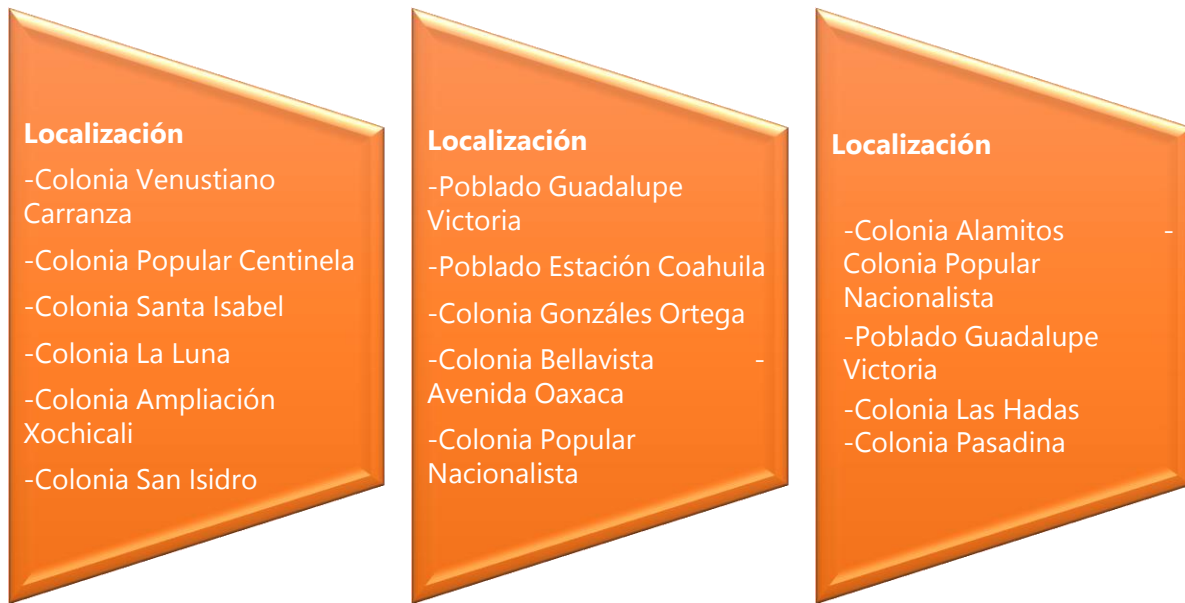 Localización
-Colonia Venustiano
Carranza
-Colonia Popular Centinela
-Colonia Santa Isabel
-Colonia La Luna
-Colonia Ampliación
Xochicali
-Colonia San Isidro
Localización
-Poblado Guadalupe
Victoria
-Poblado Estación Coahuila
-Colonia Gonzáles Ortega
-Colonia Bellavista -
Avenida Oaxaca
-Colonia Popular
Nacionalista
Localización
-Colonia Alamitos -
Colonia Popular
Nacionalista
-Poblado Guadalupe
Victoria
-Colonia Las Hadas
-Colonia Pasadina